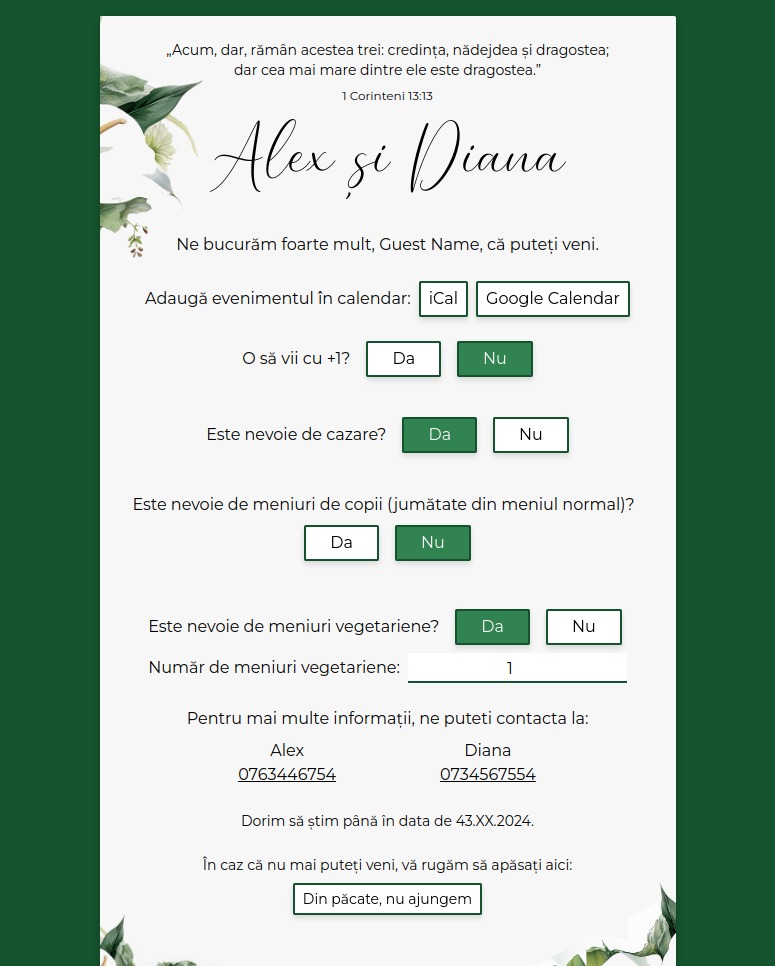 „Acum, dar, rămân acestea trei: credința, nădejdea și dragostea;
dar cea mai mare dintre ele este dragostea.”
1 Corinteni 13:13
Alex și Diana
Ne bucurăm foarte mult, Guest Name, că puteți veni.
Adaugă evenimentul în calendar: iCal Google Calendar
O să vii cu +1? Da Nu
Este nevoie de cazare? Da Nu
Este nevoie de meniuri de copii (jumătate din meniul normal)?
Da Nu
Este nevoie de meniuri vegetariene? Da Nu
Număr de meniuri vegetariene: 1
Pentru mai multe informații, ne puteti contacta la:
Alex Diana
0763446754 0734567554
Dorim să știm până în data de 43.XX.2024.
În caz că nu mai puteți veni, vă rugăm să apăsați aici:
Din păcate, nu ajungem